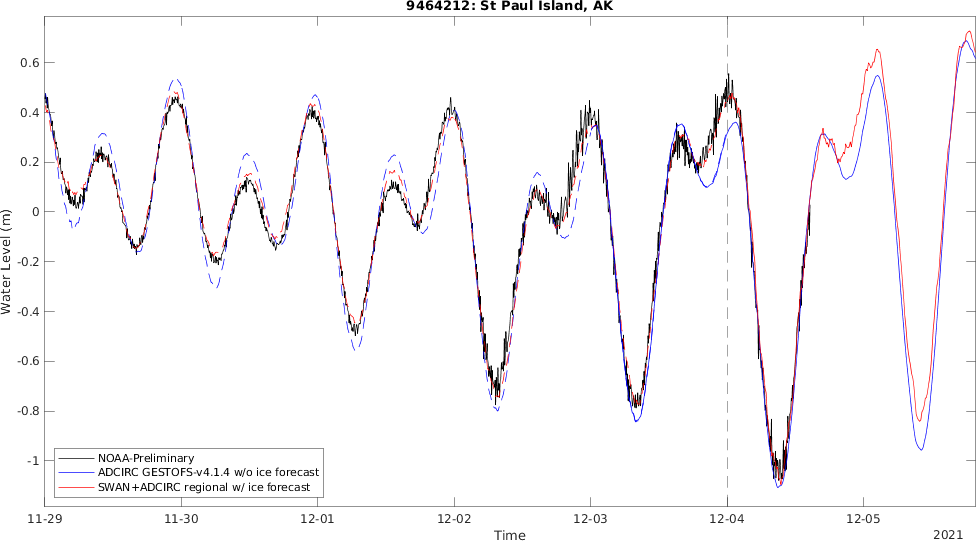 9464212: St Paul Island, AK
Water Level (m)
0.6
0.4
0.2
0
-0.2
-0.4
-0.6
-0.8
-1
NOAA-Preliminary
ADCIRC GESTOFS-v4.1.4 w/o ice forecast
SWAN+ADCIRC regional w/ ice forecast
11-29 11-30 12-01 12-02 12-03 12-04 12-05
Time
2021